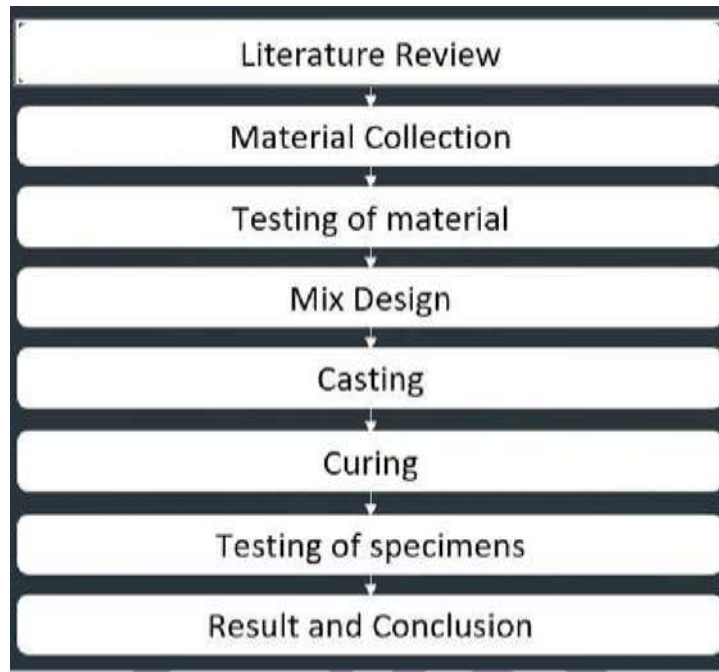 Literature Review
Material Collection
Testing of material
Mix Design
Casting
Curing
Testing of specimens
Result and Conclusion